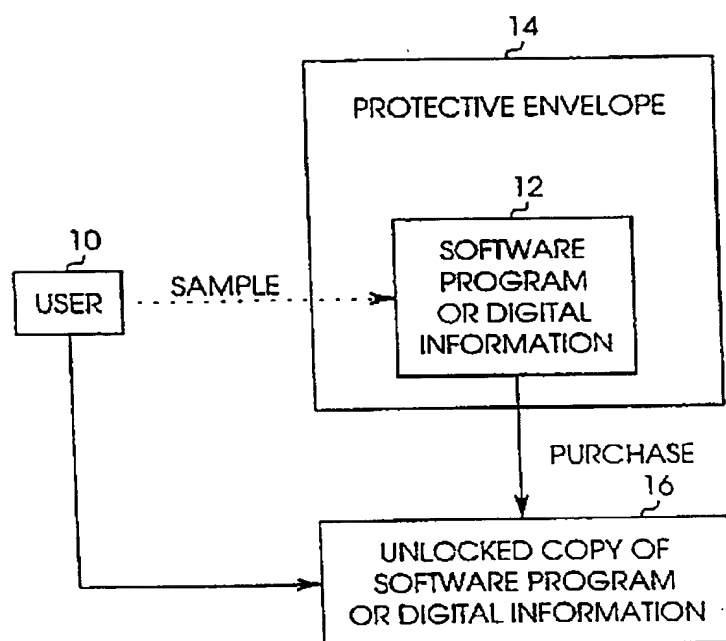 14
PROTECTIVE ENVELOPE
12
SOFTWARE
PROGRAM
OR DIGITAL
INFORMATION
10
USER
SAMPLE
PURCHASE
16
UNLOCKED COPY OF
SOFTWARE PROGRAM
OR DIGITAL INFORMATION